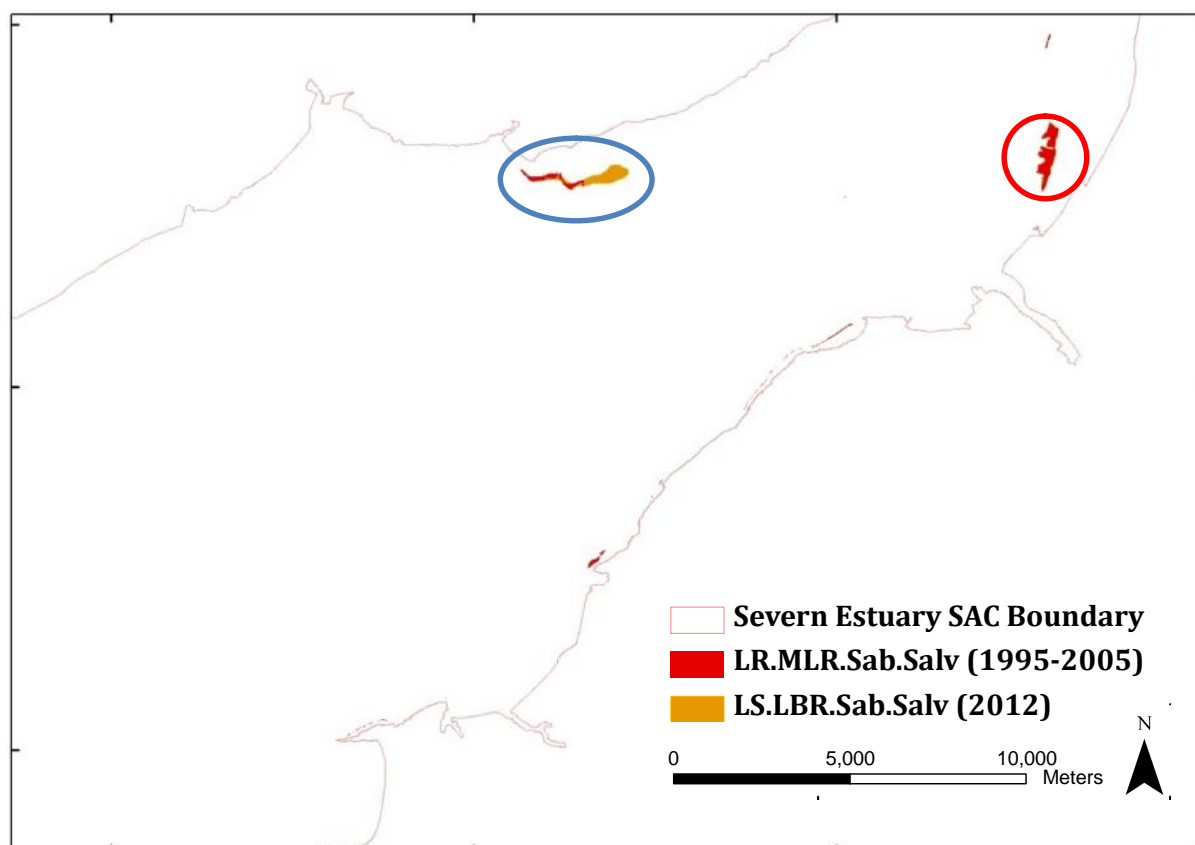 Severn Estuary SAC Boundary
LR.MLR.Sab.Salv (1995-2005)
LS.LBR.Sab.Salv (2012)
N
0 5,000 10,000
Meters